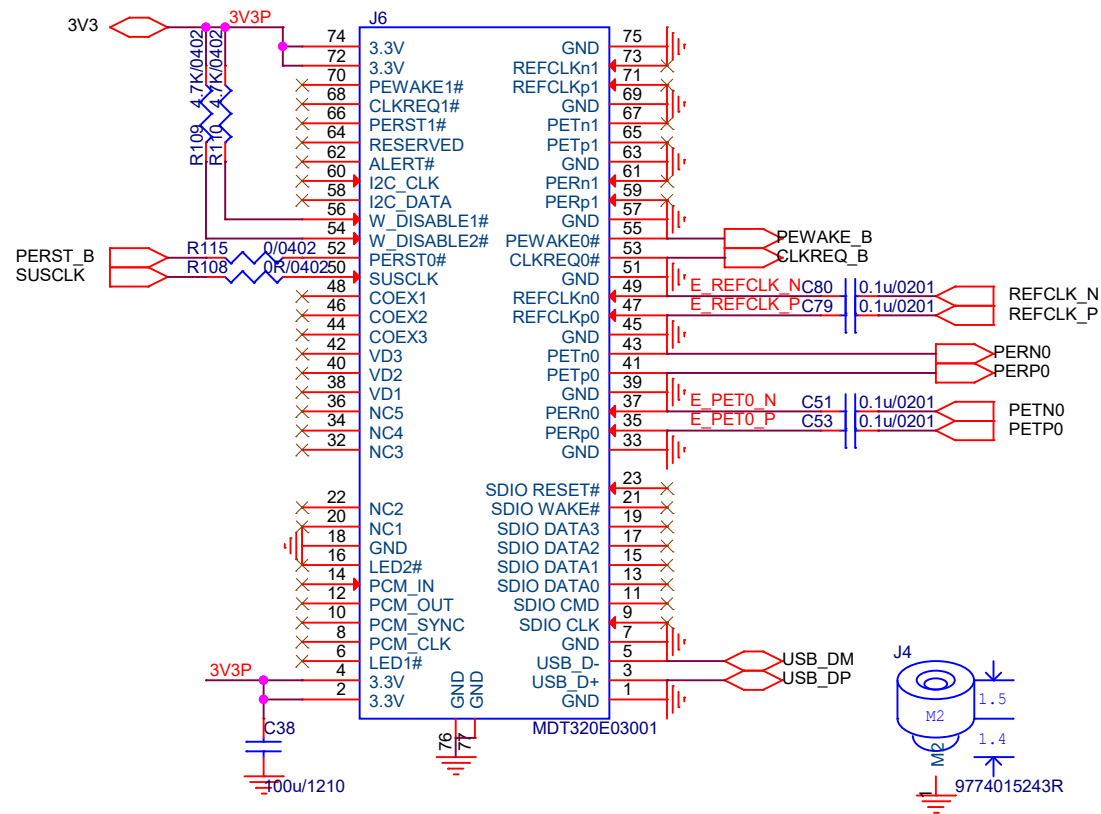 3V3
3V3P
J6
4.7K/0402
4.7K/0402
R109
R110
74 3.3V
72 3.3V
70 PEWAKE1#
68 CLKREQ1#
66 PERST1#
64 RESERVED
62 ALERT#
60 I2C_CLK
58 I2C_DATA
56 W_DISABLE1#
54 W_DISABLE2#
PERST_B R115 0/0402 52 PERST0#
SUSCLK R108 0R/0402 50 SUSCLK
48 COEX1
46 COEX2
44 COEX3
42 VD3
40 VD2
38 VD1
36 NC5
34 NC4
32 NC3
22 NC2
20 NC1
18 GND
16 LED2#
14 PCM_IN
12 PCM_OUT
10 PCM_SYNC
8 PCM_CLK
6 LED1#
3V3P 4 3.3V
2 3.3V
C38
100u/1210
GND
GND
76
77
GND 75
REFCLKn1 73
REFCLKp1 71
GND 69
PETn1 67
PETp1 65
GND 63
PERn1 61
PERp1 59
GND 57
PEWAKE0# 55 PEWAKE_B
CLKREQ0# 53 CLKREQ_B
GND 51
REFCLKn0 49 E_REFCLK_N C80 0.1u/0201 REFCLK_N
REFCLKp0 47 E_REFCLK_P C79 0.1u/0201 REFCLK_P
GND 45
PETn0 43 PERN0
PETp0 41 PERP0
GND 39
PERn0 37 E_PET0_N C51 0.1u/0201 PETN0
PERp0 35 E_PET0_P C53 0.1u/0201 PETP0
GND 33
SDIO RESET# 23
SDIO WAKE# 21
SDIO DATA3 19
SDIO DATA2 17
SDIO DATA1 15
SDIO DATA0 13
SDIO CMD 11
SDIO CLK 9
GND 7
USB_D- 5 USB_DM
USB_D+ 3 USB_DP
GND 1
MDT320E03001
J4
M2
1.5
1.4
M2
1
9774015243R